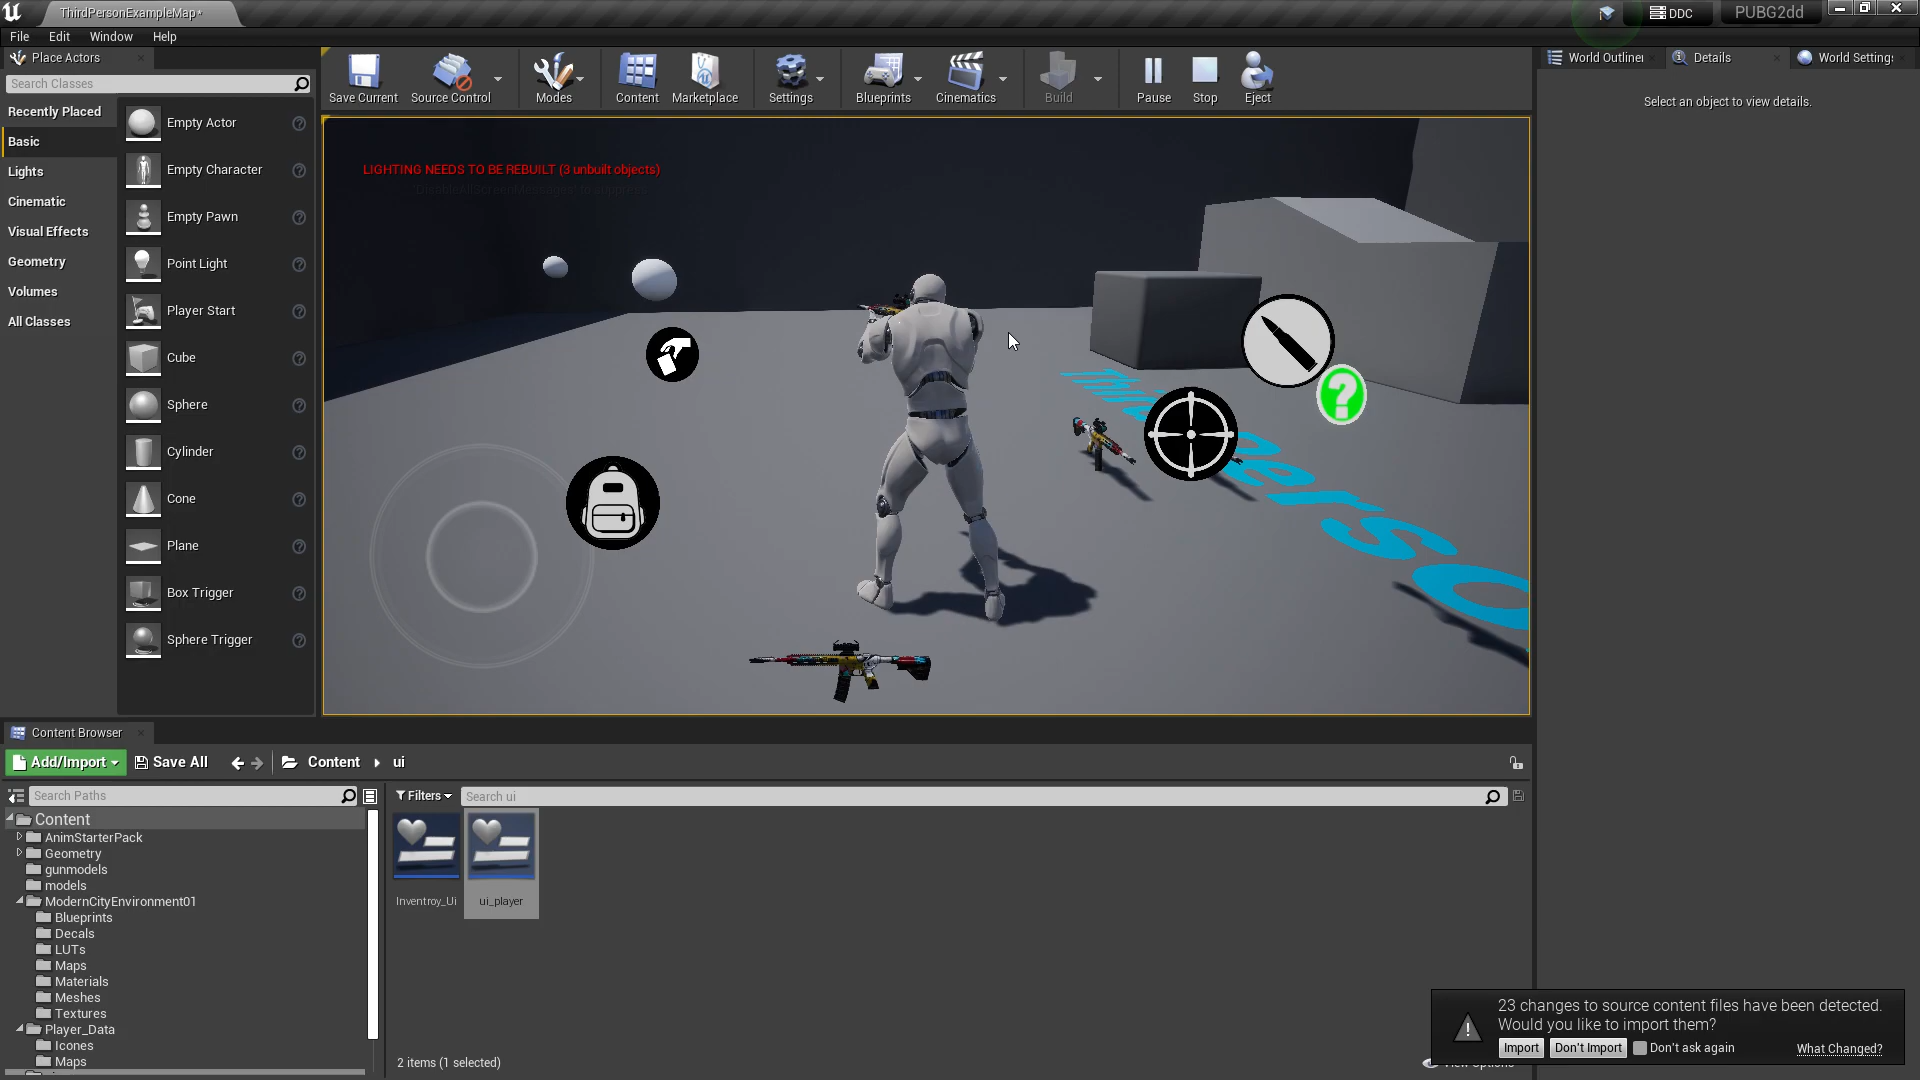 ThirdPersonExampleMap*
DDC
PUBG2dd
File Edit Window Help
Place Actors
Search Classes
Recently Placed
Basic
Lights
Cinematic
Visual Effects
Geometry
Volumes
All Classes
Empty Actor
Empty Character
Empty Pawn
Point Light
Player Start
Cube
Sphere
Cylinder
Cone
Plane
Box Trigger
Sphere Trigger
Save Current
Source Control
Modes
Content
Marketplace
Settings
Blueprints
Cinematics
Build
Pause
Stop
Eject
World Outliner
Details
World Settings
Select an object to view details.
LIGHTING NEEDS TO BE REBUILT (3 unbuilt objects)
'DisableAllScreenMessages' to suppress
Content Browser
Add/Import
Save All
Content
ui
Search Paths
Filters
Search ui
Content
AnimStarterPack
Geometry
gunmodels
models
ModernCityEnvironment01
Blueprints
Decals
LUTs
Maps
Materials
Meshes
Textures
Player_Data
Icones
Maps
Inventroy_Ui
ui_player
2 items (1 selected)
View Options
23 changes to source content files have been detected.
Would you like to import them?
Import
Don't Import
Don't ask again
What Changed?